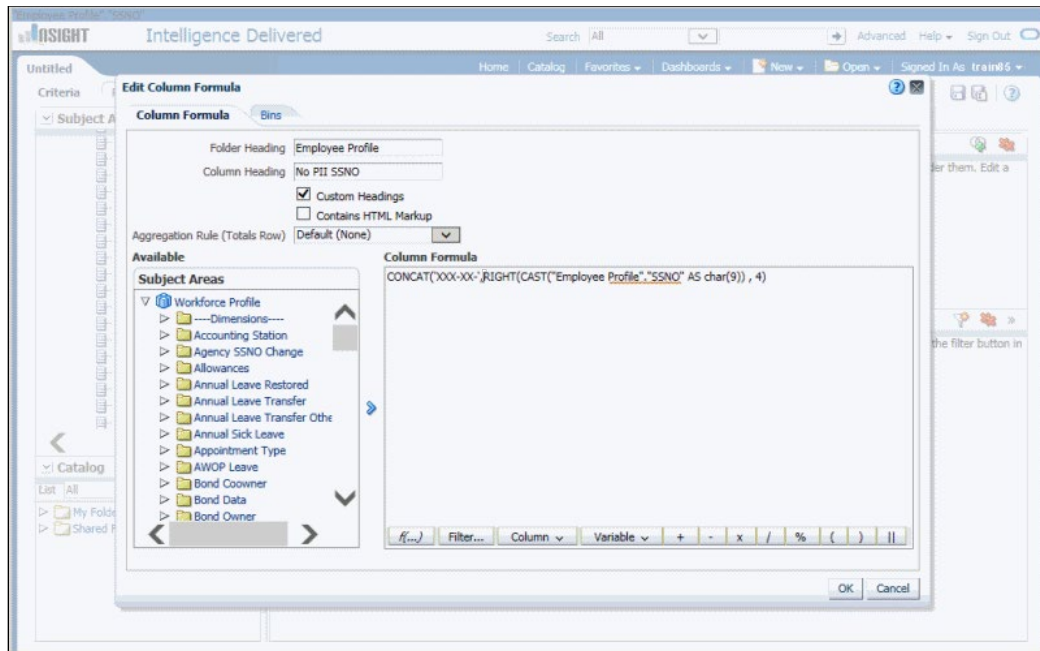 "Employee Profile"."SSNO"
INSIGHT Intelligence Delivered Search All Advanced Help Sign Out
Untitled Home Catalog Favorites Dashboards New Open Signed In As train86
Criteria
Edit Column Formula
Subject A
Column Formula Bins
Folder Heading Employee Profile
Column Heading No PII SSNO
der them. Edit a
Custom Headings
Contains HTML Markup
Aggregation Rule (Totals Row) Default (None)
Available Column Formula
Subject Areas
CONCAT('XXX-XX-',RIGHT(CAST("Employee Profile"."SSNO" AS char(9)) , 4)
Workforce Profile
----Dimensions----
Accounting Station
Agency SSNO Change
the filter button in
Allowances
Annual Leave Restored
Annual Leave Transfer
Annual Leave Transfer Othe
Annual Sick Leave
Appointment Type
AWOP Leave
Catalog
Bond Coowner
List All
Bond Data
My Folde
Bond Owner
Shared F
f(...) Filter... Column Variable + - x / % ( ) ||
OK Cancel